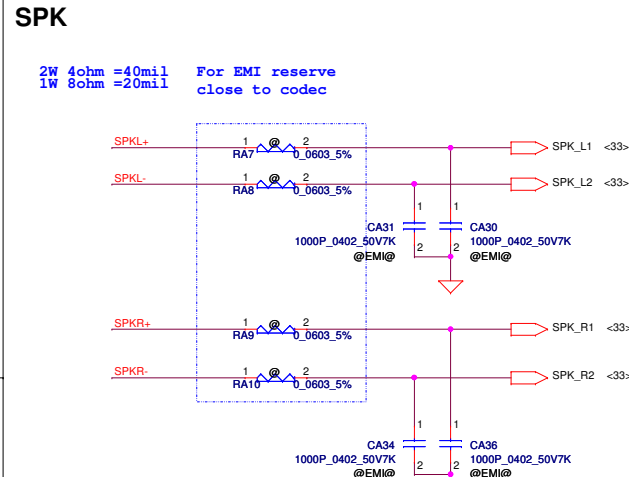 SPK
2W 4ohm =40mil For EMI reserve
1W 8ohm =20mil close to codec
SPKL+ 1 @ 2 SPK_L1 <33>
RA7 0_0603_5%
SPKL- 1 @ 2 SPK_L2 <33>
RA8 0_0603_5%
1 1
CA31 CA30
1000P_0402_50V7K 2 2 1000P_0402_50V7K
@EMI@ @EMI@
SPKR+ 1 @ 2 SPK_R1 <33>
RA9 0_0603_5%
SPKR- 1 @ 2 SPK_R2 <33>
RA10 0_0603_5%
1 1
CA34 CA36
1000P_0402_50V7K 2 2 1000P_0402_50V7K
@EMI@ @EMI@